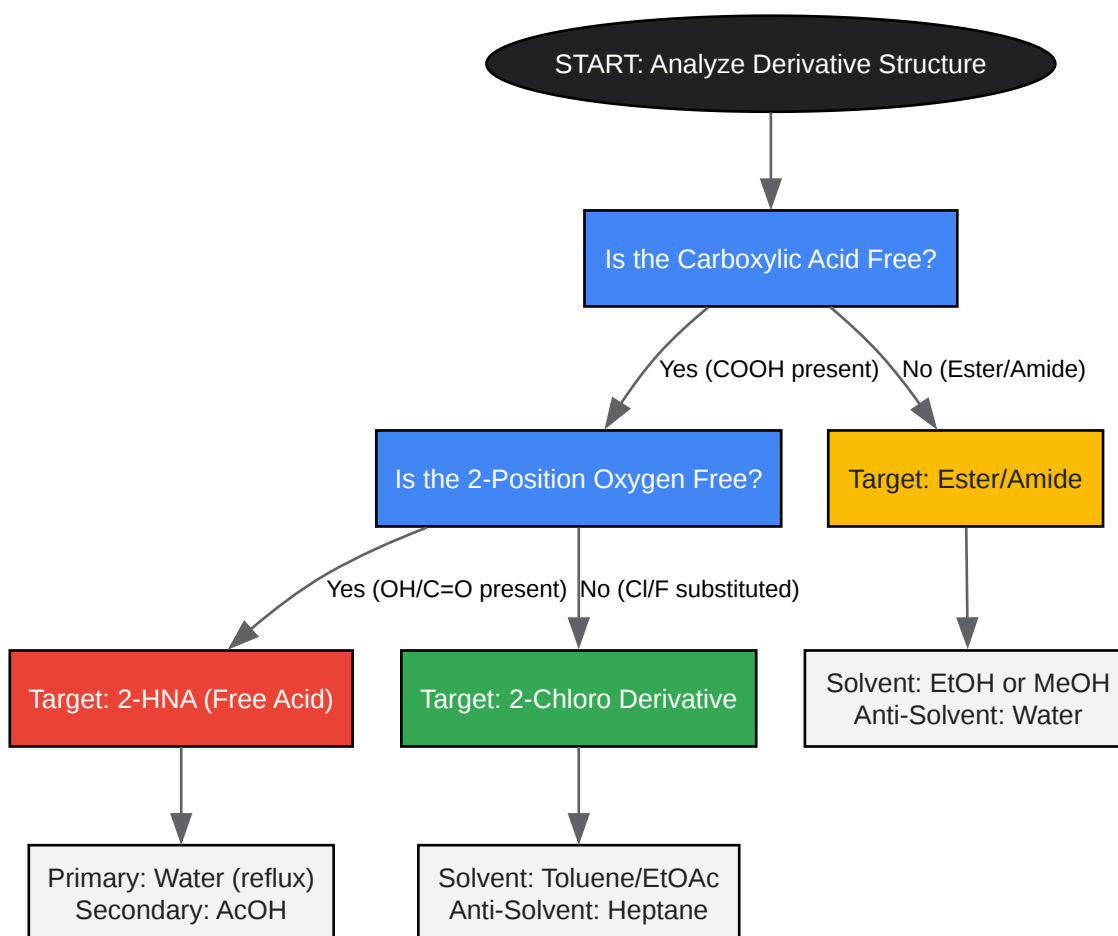 START: Analyze Derivative Structure
Is the Carboxylic Acid Free?
Yes (COOH present)
No (Ester/Amide)
Is the 2-Position Oxygen Free?
Target: Ester/Amide
Yes (OH/C=O present)
No (Cl/F substituted)
Target: 2-HNA (Free Acid)
Target: 2-Chloro Derivative
Solvent: EtOH or MeOH
Anti-Solvent: Water
Primary: Water (reflux)
Secondary: AcOH
Solvent: Toluene/EtOAc
Anti-Solvent: Heptane